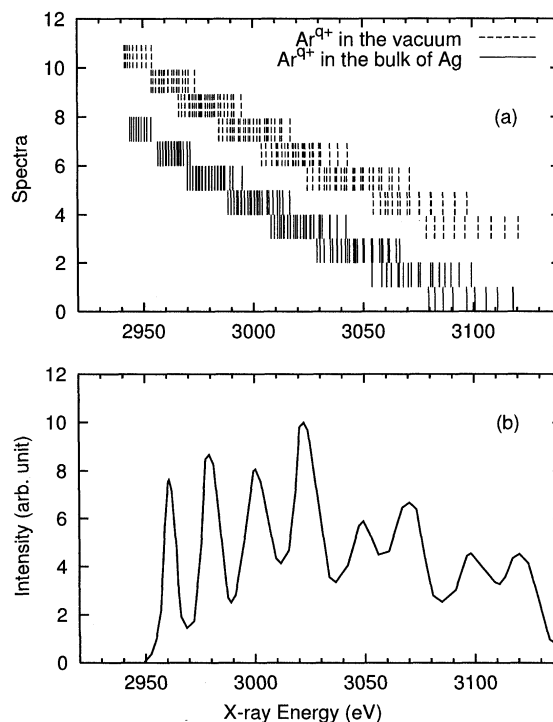 12
10
8
6
4
2
0
Spectra
Ar^q+ in the vacuum
Ar^q+ in the bulk of Ag
(a)
2950 3000 3050 3100
12
10
8
6
4
2
0
Intensity (arb. unit)
(b)
2950 3000 3050 3100
X-ray Energy (eV)